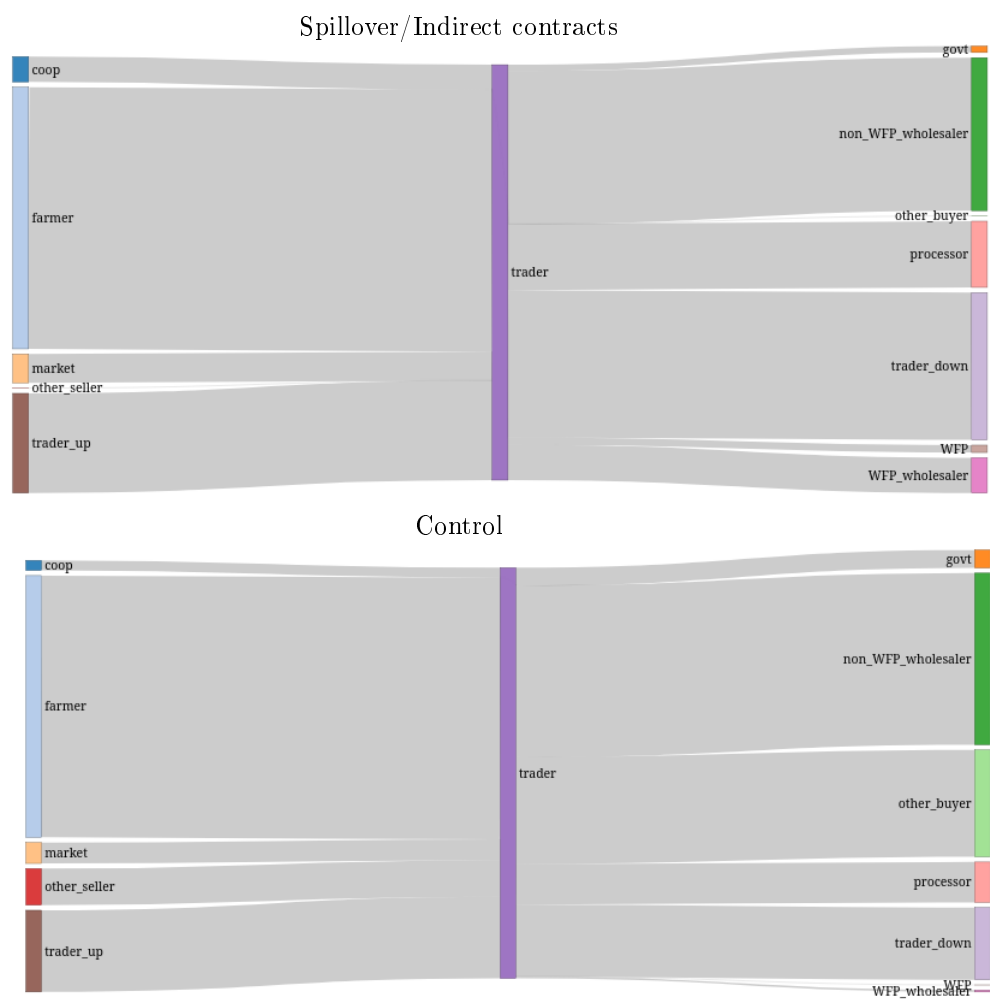 Spillover/Indirect contracts
govt
coop
non_WFP_wholesaler
farmer
other_buyer
processor
trader
trader_down
market
other_seller
trader_up
WFP
WFP_wholesaler
Control
govt
coop
non_WFP_wholesaler
farmer
trader
other_buyer
market
processor
other_seller
trader_down
trader_up
WFP
WFP_wholesaler